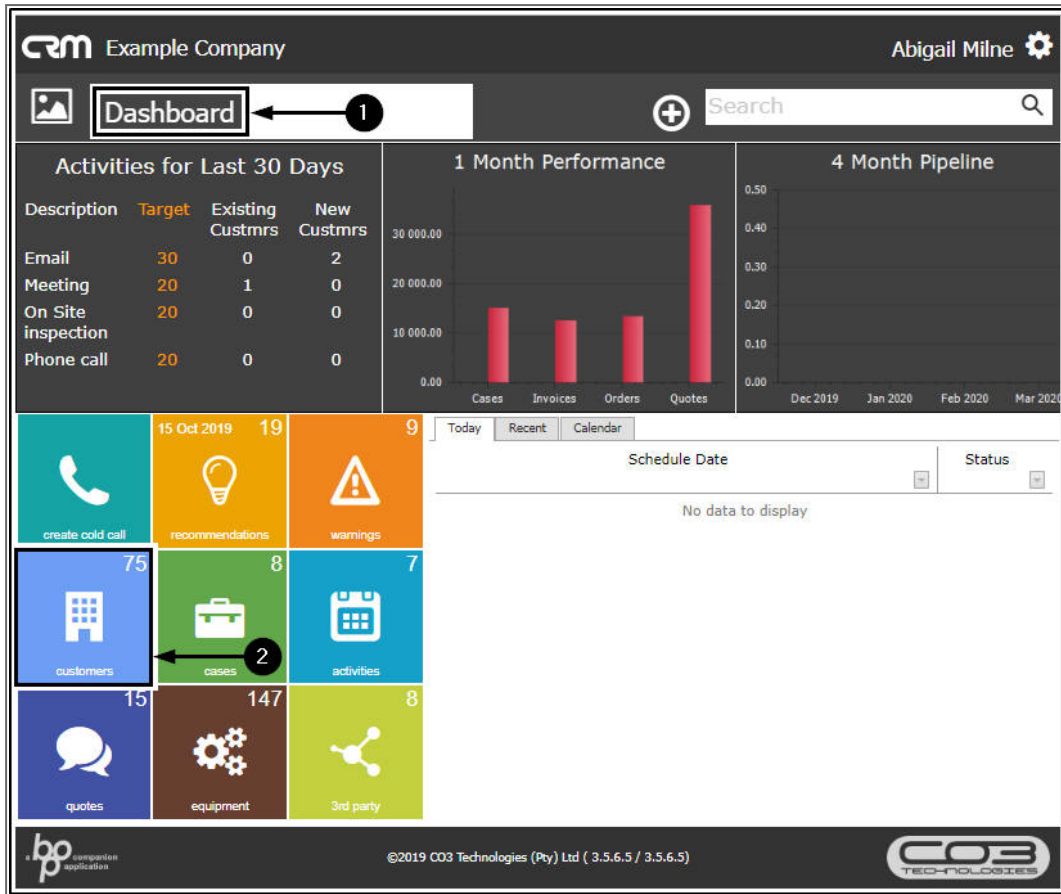 CRM Example Company
Abigail Milne
Dashboard
1
Search
Activities for Last 30 Days
Description Target Existing Custmrs New Custmrs
Email 30 0 2
Meeting 20 1 0
On Site inspection 20 0 0
Phone call 20 0 0
1 Month Performance
30 000.00
20 000.00
10 000.00
0.00
Cases Invoices Orders Quotes
4 Month Pipeline
0.50
0.40
0.30
0.20
0.10
0.00
Dec 2019 Jan 2020 Feb 2020 Mar 2020
create cold call
15 Oct 2019 19
recommendations
9
warnings
75
customers
8
cases
2
7
activities
15
quotes
147
equipment
8
3rd party
Today Recent Calendar
Schedule Date Status
No data to display
a bpo companion application
©2019 CO3 Technologies (Pty) Ltd ( 3.5.6.5 / 3.5.6.5)
CO3
TECHNOLOGIES